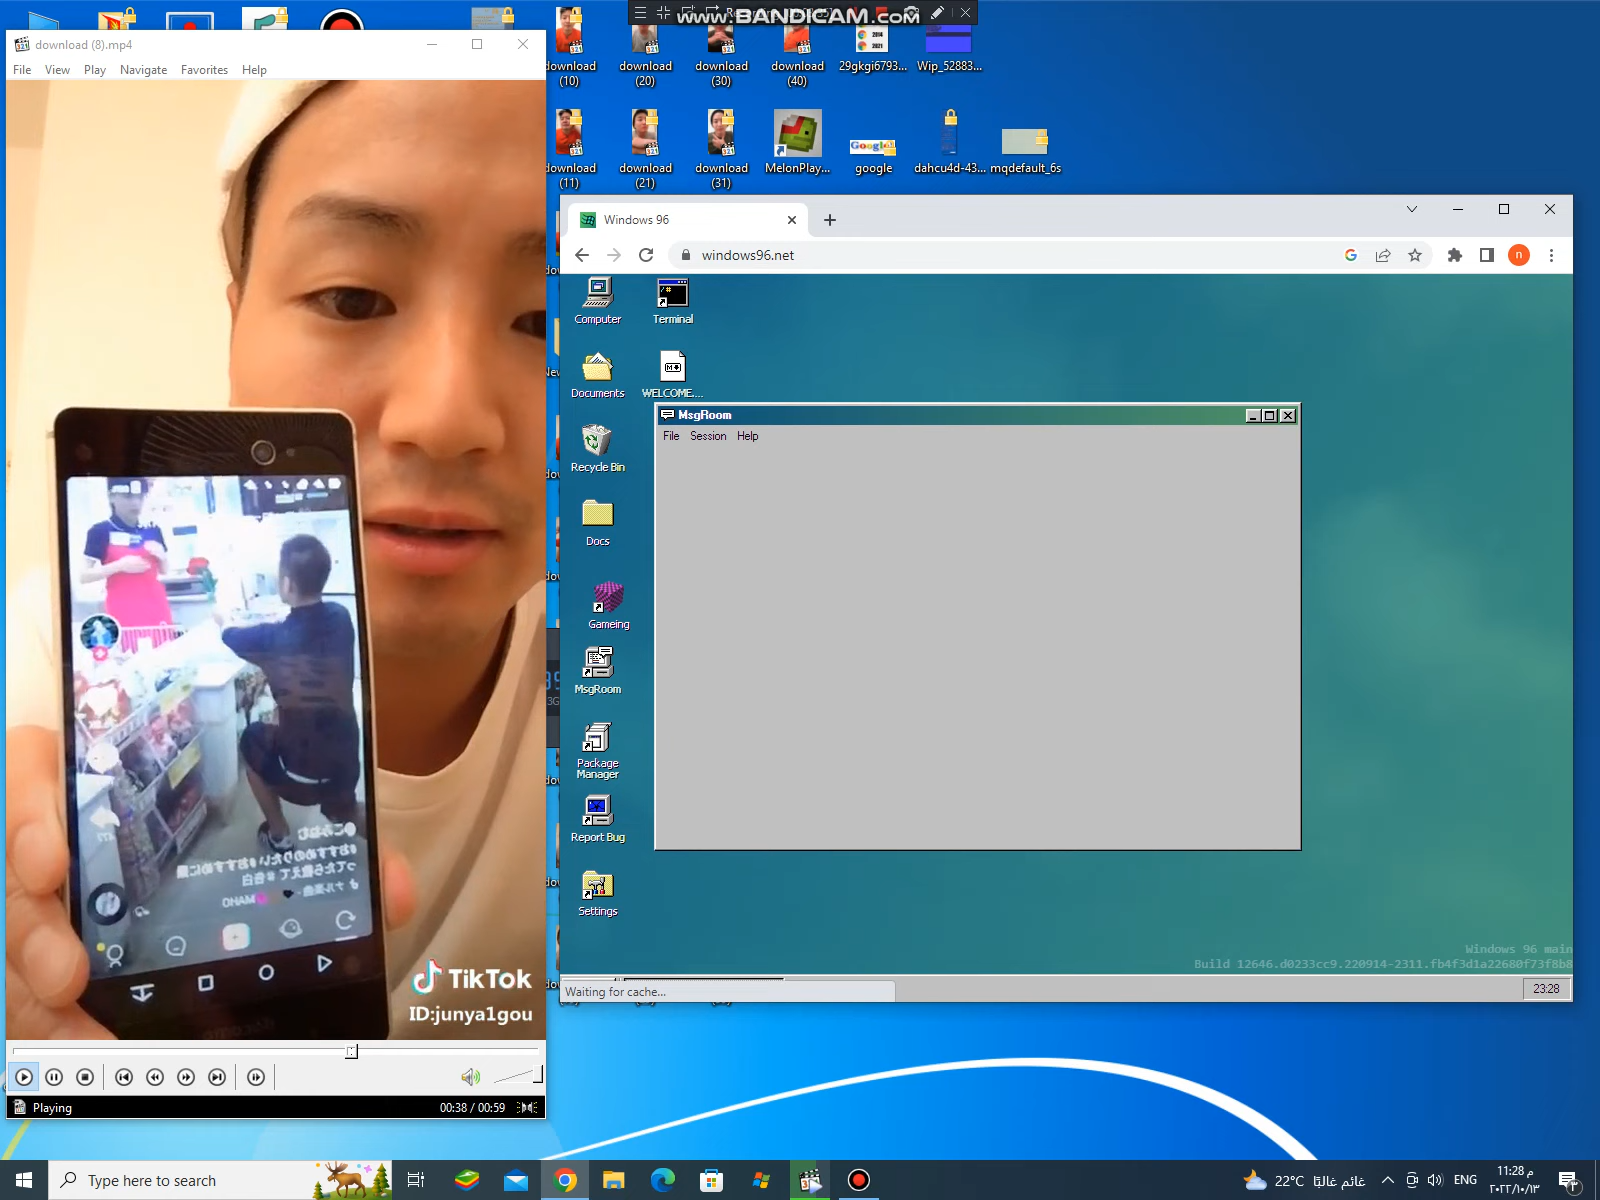 www.BANDICAM.com
download (8).mp4
File View Play Navigate Favorites Help
download (10)
download (20)
download (30)
download (40)
29gkgi6793...
Wip_52883...
download (11)
download (21)
download (31)
MelonPlay...
google
dahcu4d-43...
mqdefault_6s
Windows 96
windows96.net
n
Computer
Terminal
Documents
WELCOME....
Recycle Bin
Docs
Gameing
MsgRoom
Package Manager
Report Bug
Settings
MsgRoom
File Session Help
Windows 96 main
Build 12646.d0233cc9.220914-2311.fb4f3d1a22680f73f8b8
Waiting for cache...
23:28
TikTok
ID:junya1gou
Playing
00:38 / 00:59
Type here to search
22°C غائم غالبًا
ENG
11:28 م
٢٠٢٢/١٠/١٣